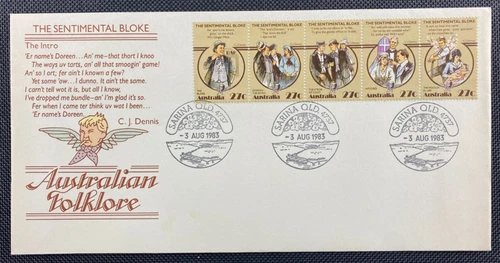 THE SENTIMENTAL BLOKE
The Intro
'Er name's Doreen ... An' me–that thort I knoo
The ways uv tarts, an' all that smoogin' game!
An' so I ort; fer ain't I known a few?
Yet some'ow ... I dunno. It ain't the same.
I carn't tell wot it is, but all I know,
I've dropped me bundle–an' I'm glad it's so.
Fer when I come ter think uv wot I been....
'Er name's Doreen.
C. J. Dennis
Australian
Folklore
THE SENTIMENTAL BLOKE
Australia 27c
THE SENTIMENTAL BLOKE
Australia 27c
THE SENTIMENTAL BLOKE
Australia 27c
THE SENTIMENTAL BLOKE
Australia 27c
THE SENTIMENTAL BLOKE
Australia 27c
SARINA QLD 4737
– 3 AUG 1983
SARINA QLD 4737
– 3 AUG 1983
SARINA QLD 4737
– 3 AUG 1983